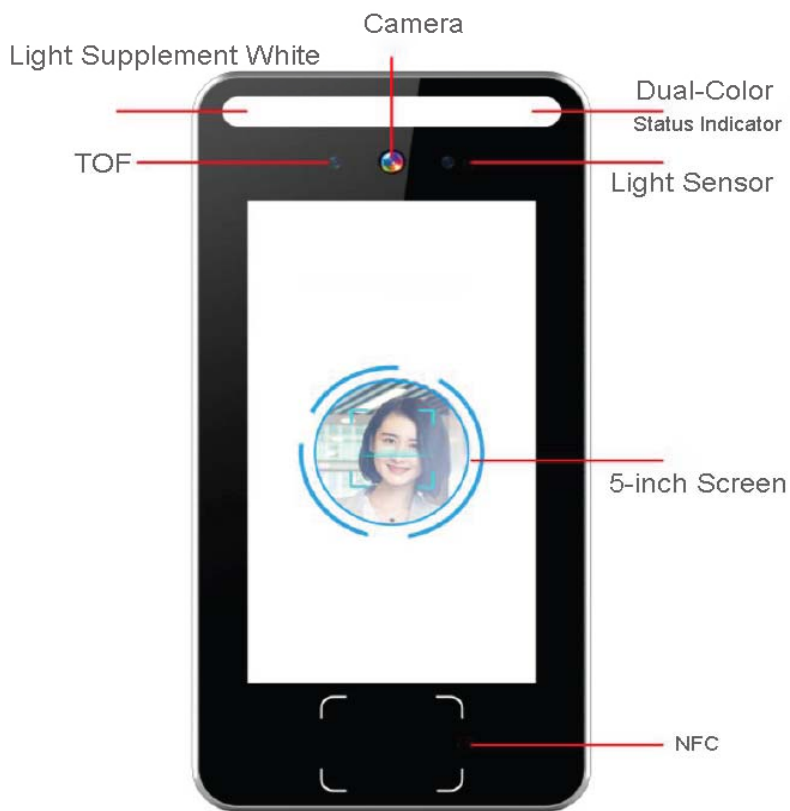 Camera
Light Supplement White
Dual-Color
Status Indicator
TOF
Light Sensor
5-inch Screen
NFC